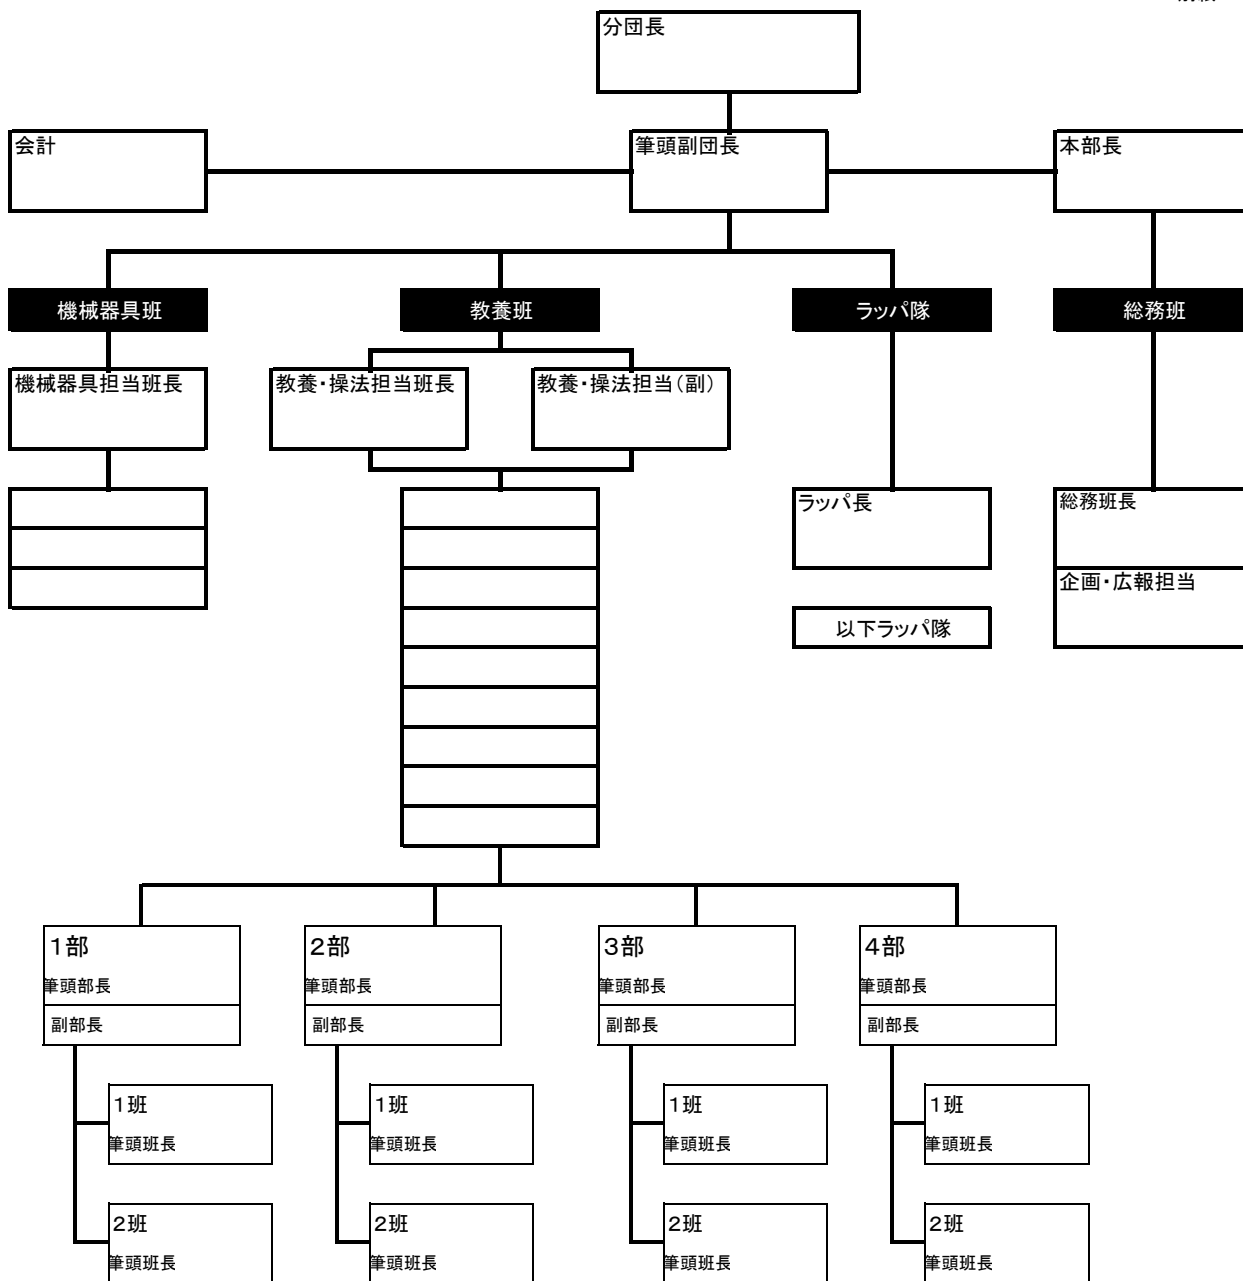 分団長
会計
筆頭副団長
本部長
機械器具班
教養班
ラッパ隊
総務班
機械器具担当班長
教養・操法担当班長
教養・操法担当(副)
ラッパ長
総務班長
企画・広報担当
以下ラッパ隊
1部
筆頭部長
副部長
2部
筆頭部長
副部長
3部
筆頭部長
副部長
4部
筆頭部長
副部長
1班
筆頭班長
1班
筆頭班長
1班
筆頭班長
1班
筆頭班長
2班
筆頭班長
2班
筆頭班長
2班
筆頭班長
2班
筆頭班長